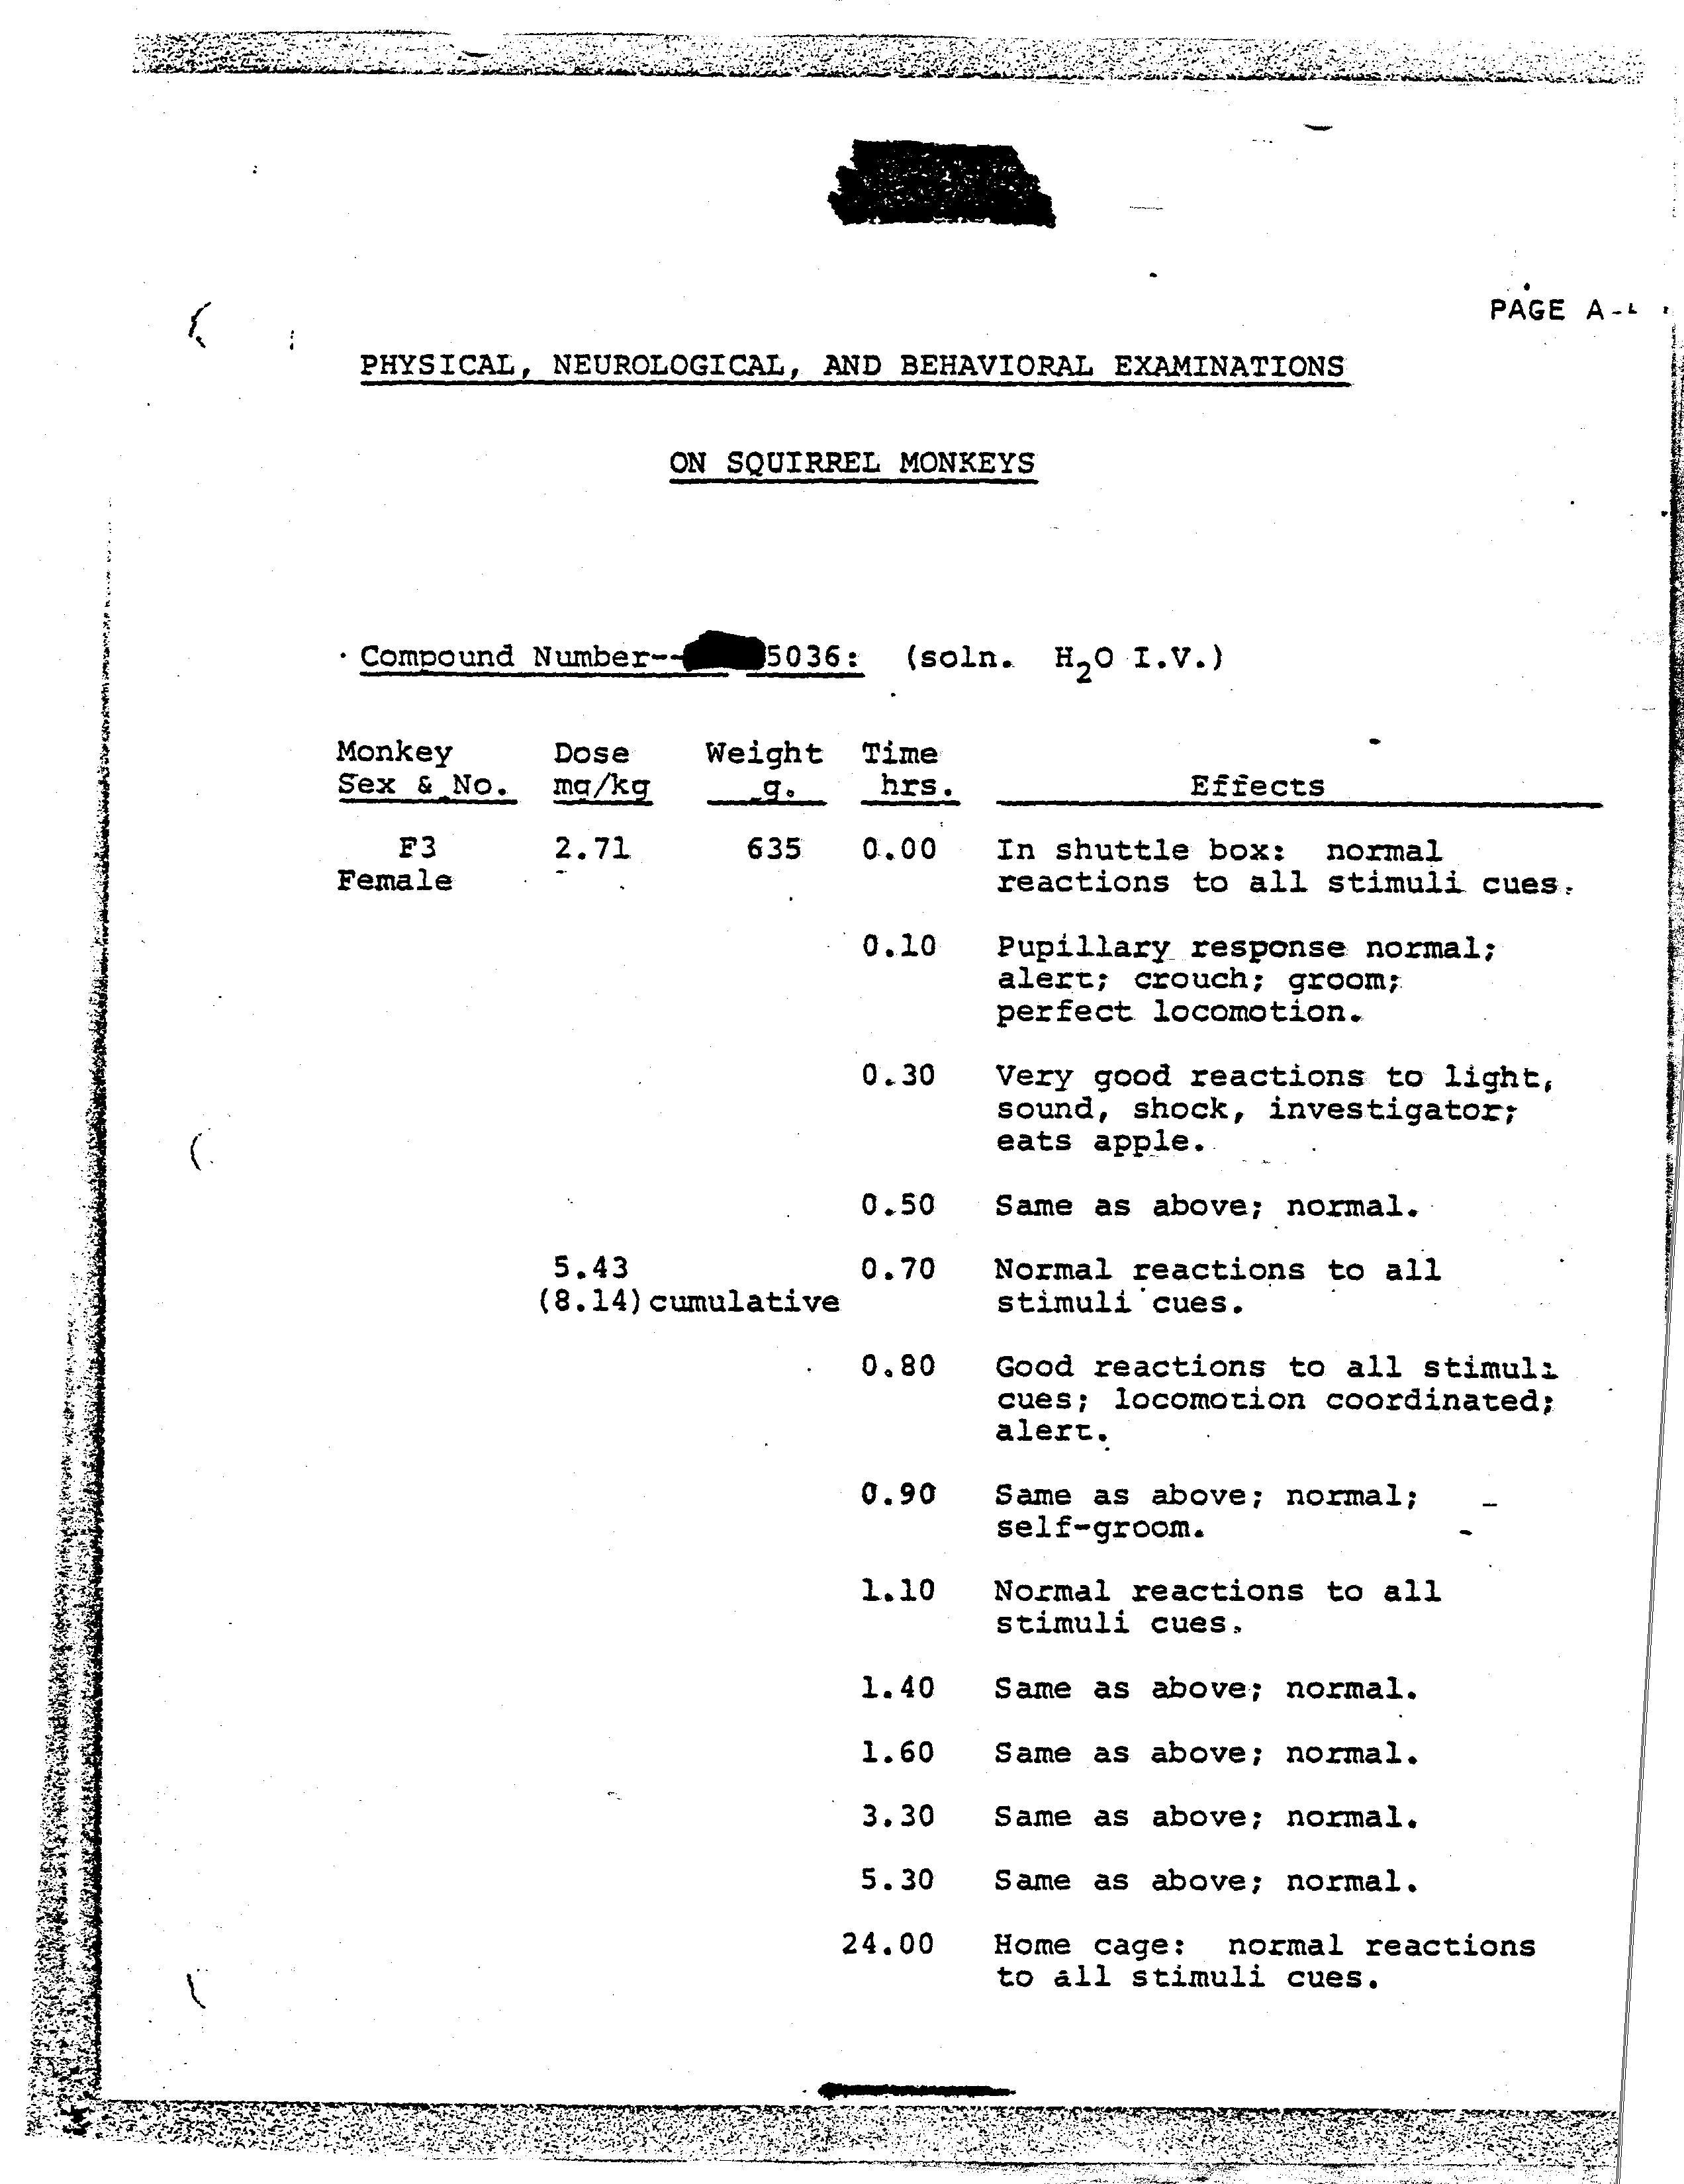 PAGE A-
PHYSICAL, NEUROLOGICAL, AND BEHAVIORAL EXAMINATIONS
ON SQUIRREL MONKEYS
Compound Number-- 5036: (soln. H₂O I.V.)
Monkey Dose Weight Time
Sex & No. mg/kg g. hrs. Effects
F3 2.71 635 0.00 In shuttle box: normal
Female reactions to all stimuli cues.
0.10 Pupillary response normal;
alert; crouch; groom;
perfect locomotion.
0.30 Very good reactions to light,
sound, shock, investigator;
eats apple.
0.50 Same as above; normal.
5.43 0.70 Normal reactions to all
(8.14) cumulative stimuli cues.
0.80 Good reactions to all stimuli
cues; locomotion coordinated;
alert.
0.90 Same as above; normal;
self-groom.
1.10 Normal reactions to all
stimuli cues.
1.40 Same as above; normal.
1.60 Same as above; normal.
3.30 Same as above; normal.
5.30 Same as above; normal.
24.00 Home cage: normal reactions
to all stimuli cues.